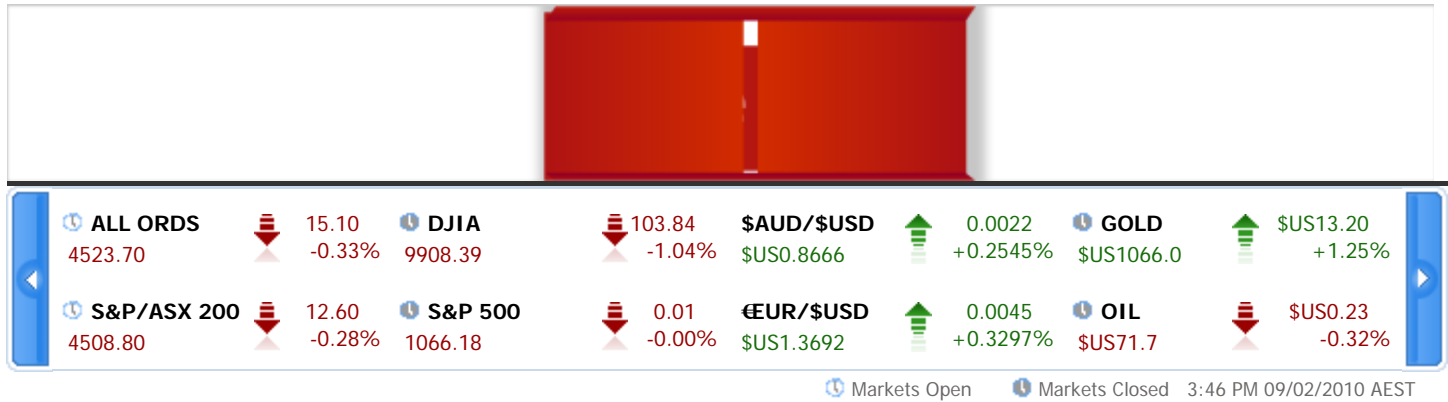 ALL ORDS 15.10 DJIA 103.84 $AUD/$USD 0.0022 GOLD $US13.20
4523.70 -0.33% 9908.39 -1.04% $US0.8666 +0.2545% $US1066.0 +1.25%
S&P/ASX 200 12.60 S&P 500 0.01 €EUR/$USD 0.0045 OIL $US0.23
4508.80 -0.28% 1066.18 -0.00% $US1.3692 +0.3297% $US71.7 -0.32%
Markets Open Markets Closed 3:46 PM 09/02/2010 AEST